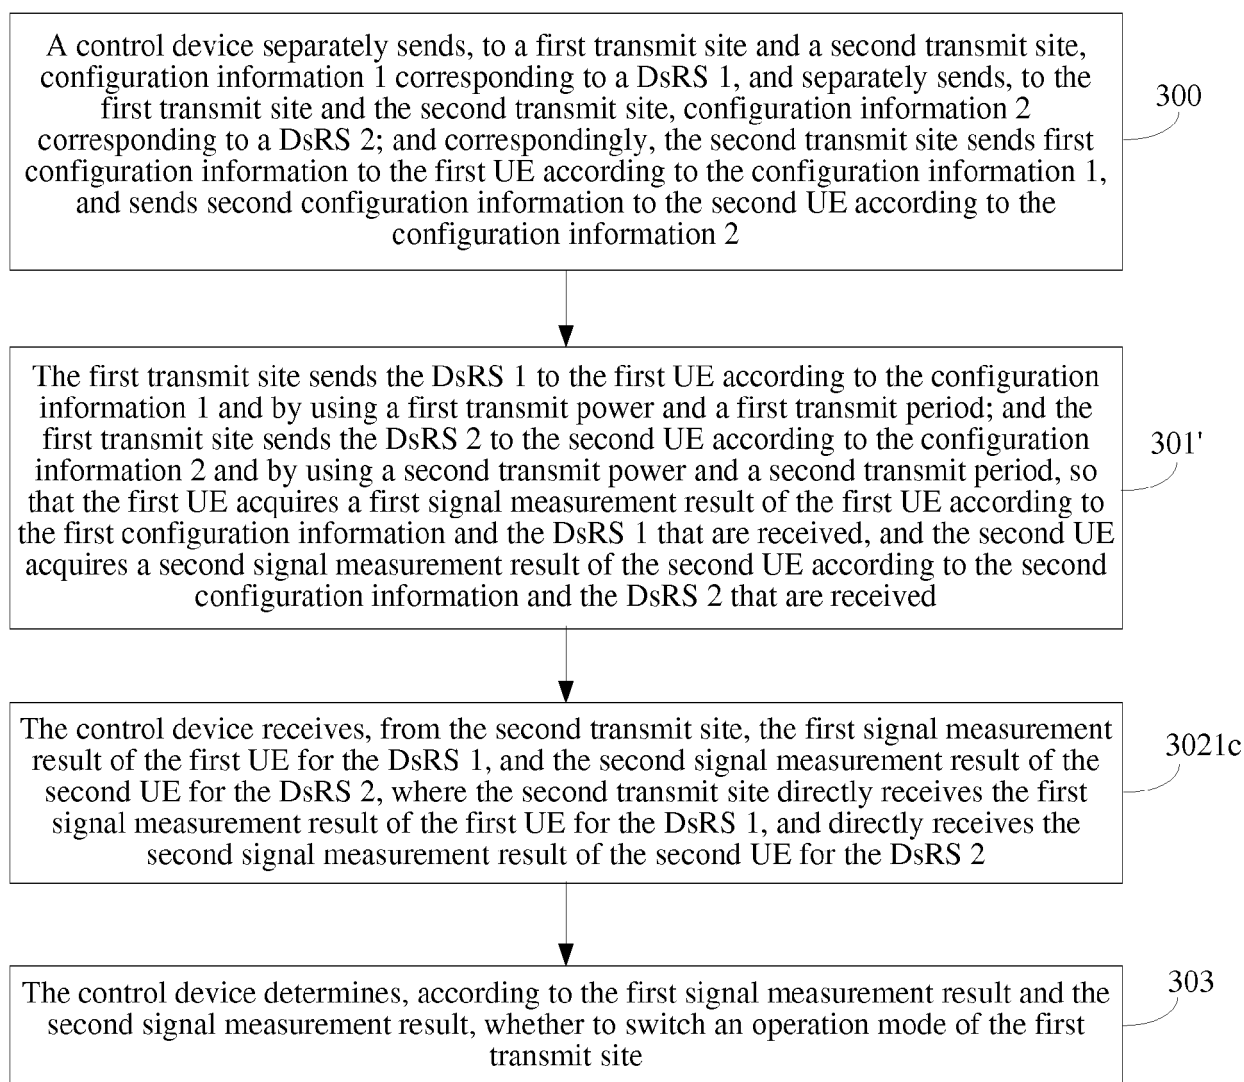 A control device separately sends, to a first transmit site and a second transmit site,
configuration information 1 corresponding to a DsRS 1, and separately sends, to the
first transmit site and the second transmit site, configuration information 2
corresponding to a DsRS 2; and correspondingly, the second transmit site sends first
configuration information to the first UE according to the configuration information 1,
and sends second configuration information to the second UE according to the
configuration information 2
300
The first transmit site sends the DsRS 1 to the first UE according to the configuration
information 1 and by using a first transmit power and a first transmit period; and the
first transmit site sends the DsRS 2 to the second UE according to the configuration
information 2 and by using a second transmit power and a second transmit period, so
that the first UE acquires a first signal measurement result of the first UE according to
the first configuration information and the DsRS 1 that are received, and the second UE
acquires a second signal measurement result of the second UE according to the second
configuration information and the DsRS 2 that are received
301'
The control device receives, from the second transmit site, the first signal measurement
result of the first UE for the DsRS 1, and the second signal measurement result of the
second UE for the DsRS 2, where the second transmit site directly receives the first
signal measurement result of the first UE for the DsRS 1, and directly receives the
second signal measurement result of the second UE for the DsRS 2
3021c
The control device determines, according to the first signal measurement result and the
second signal measurement result, whether to switch an operation mode of the first
transmit site
303